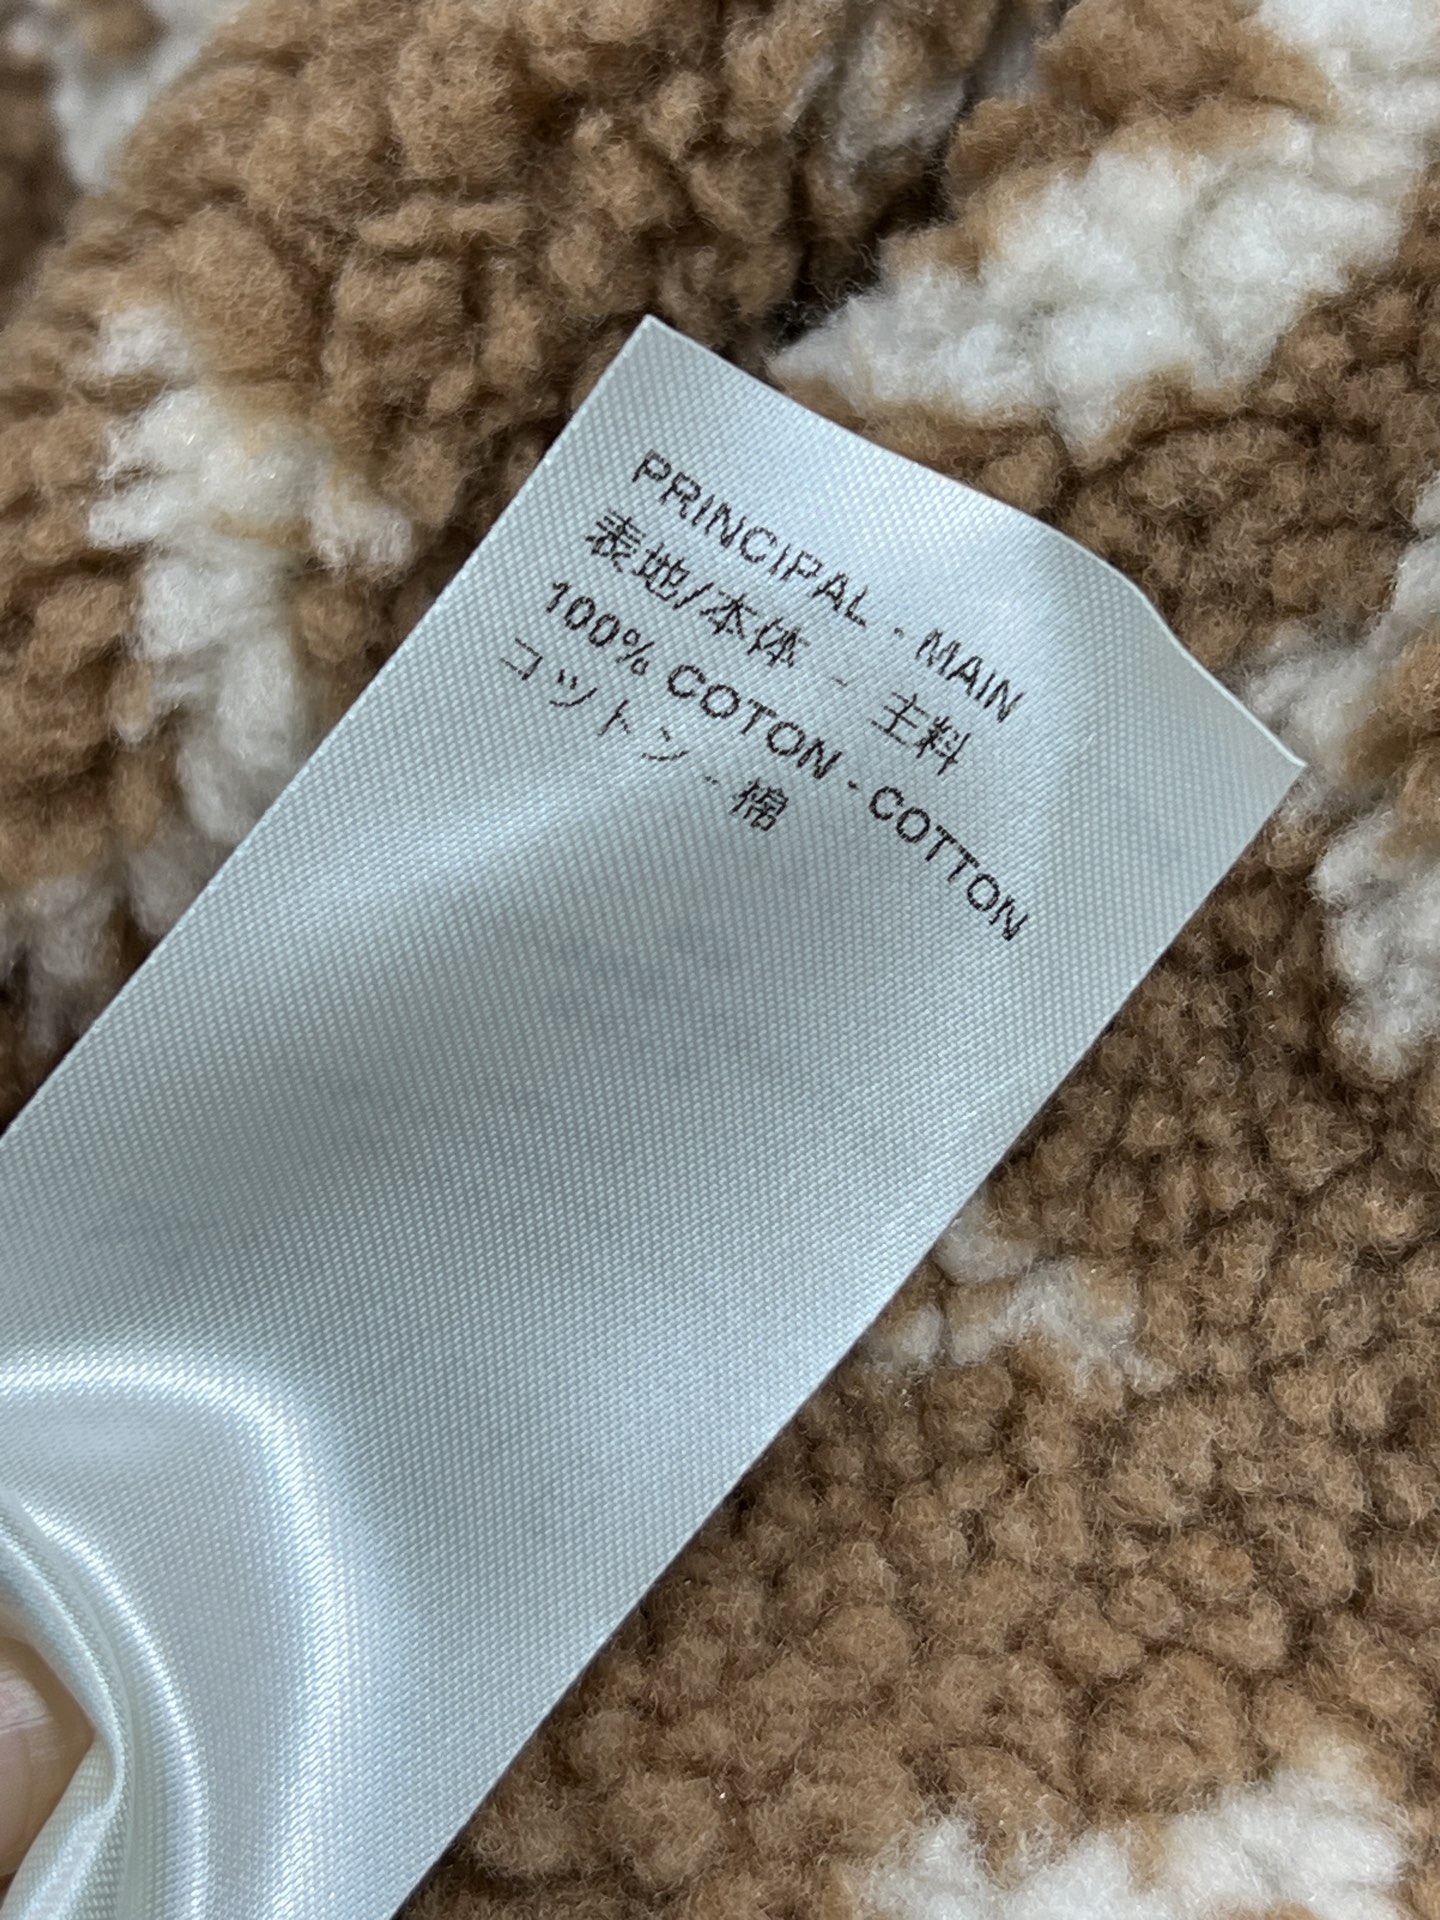 PRINCIPAL - MAIN
表地/本体 - 主料
100% COTON - COTTON
コットン - 棉